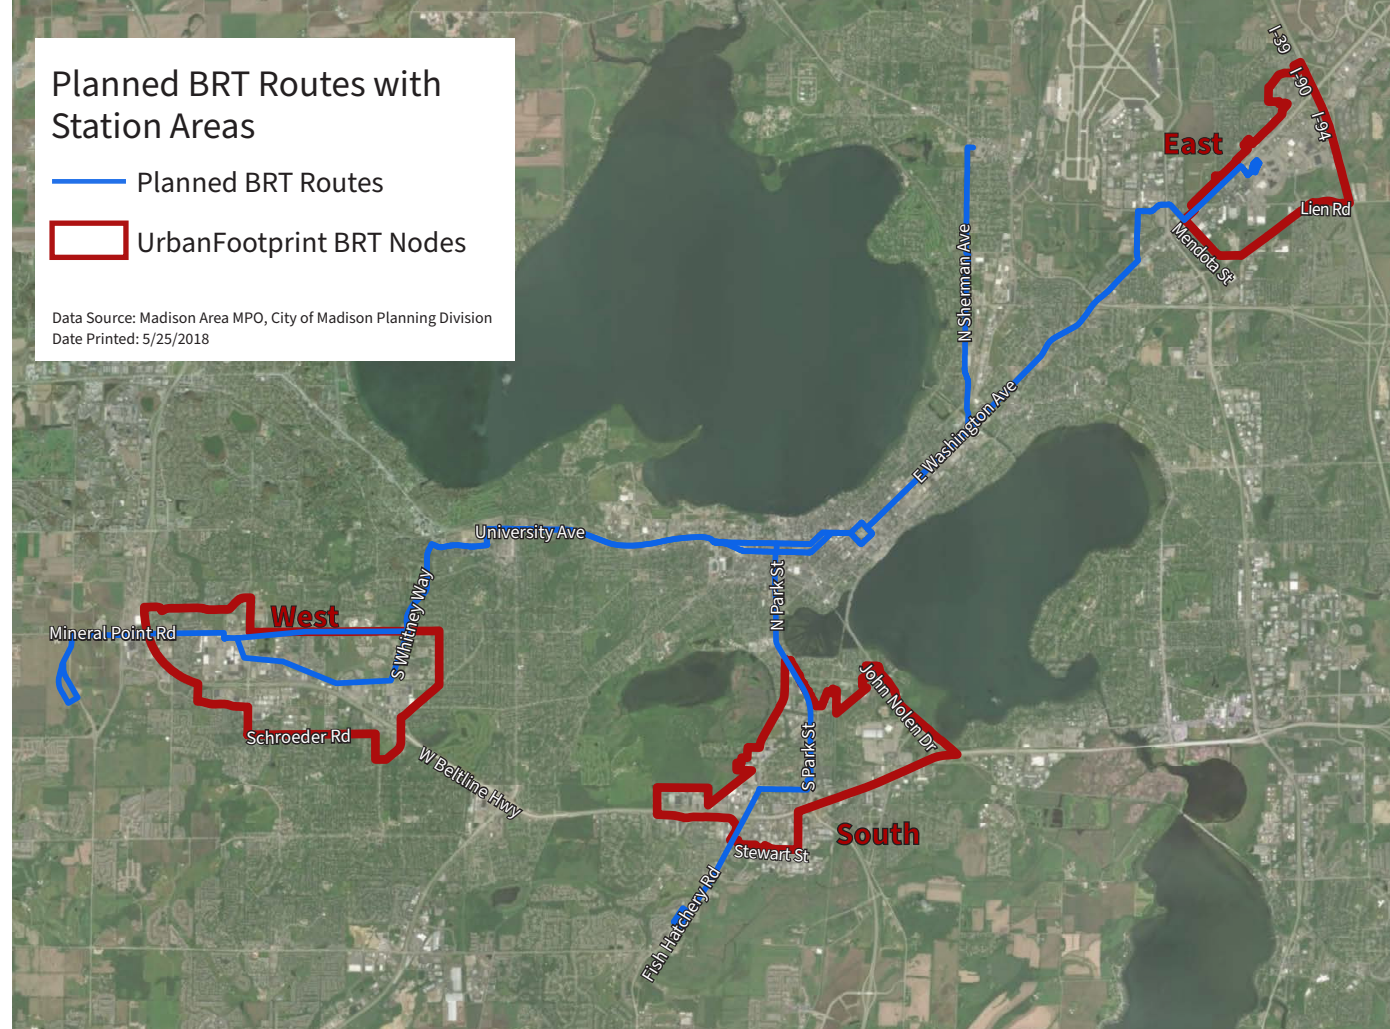 Planned BRT Routes with
Station Areas
Planned BRT Routes
UrbanFootprint BRT Nodes
Data Source: Madison Area MPO, City of Madison Planning Division
Date Printed: 5/25/2018
I-39
I-90
I-94
East
Lien Rd
Mendota St
N Sherman Ave
E Washington Ave
University Ave
N Park St
S Whitney Way
West
Mineral Point Rd
Schroeder Rd
W Beltline Hwy
John Nolen Dr
S Park St
South
Stewart St
Fish Hatchery Rd